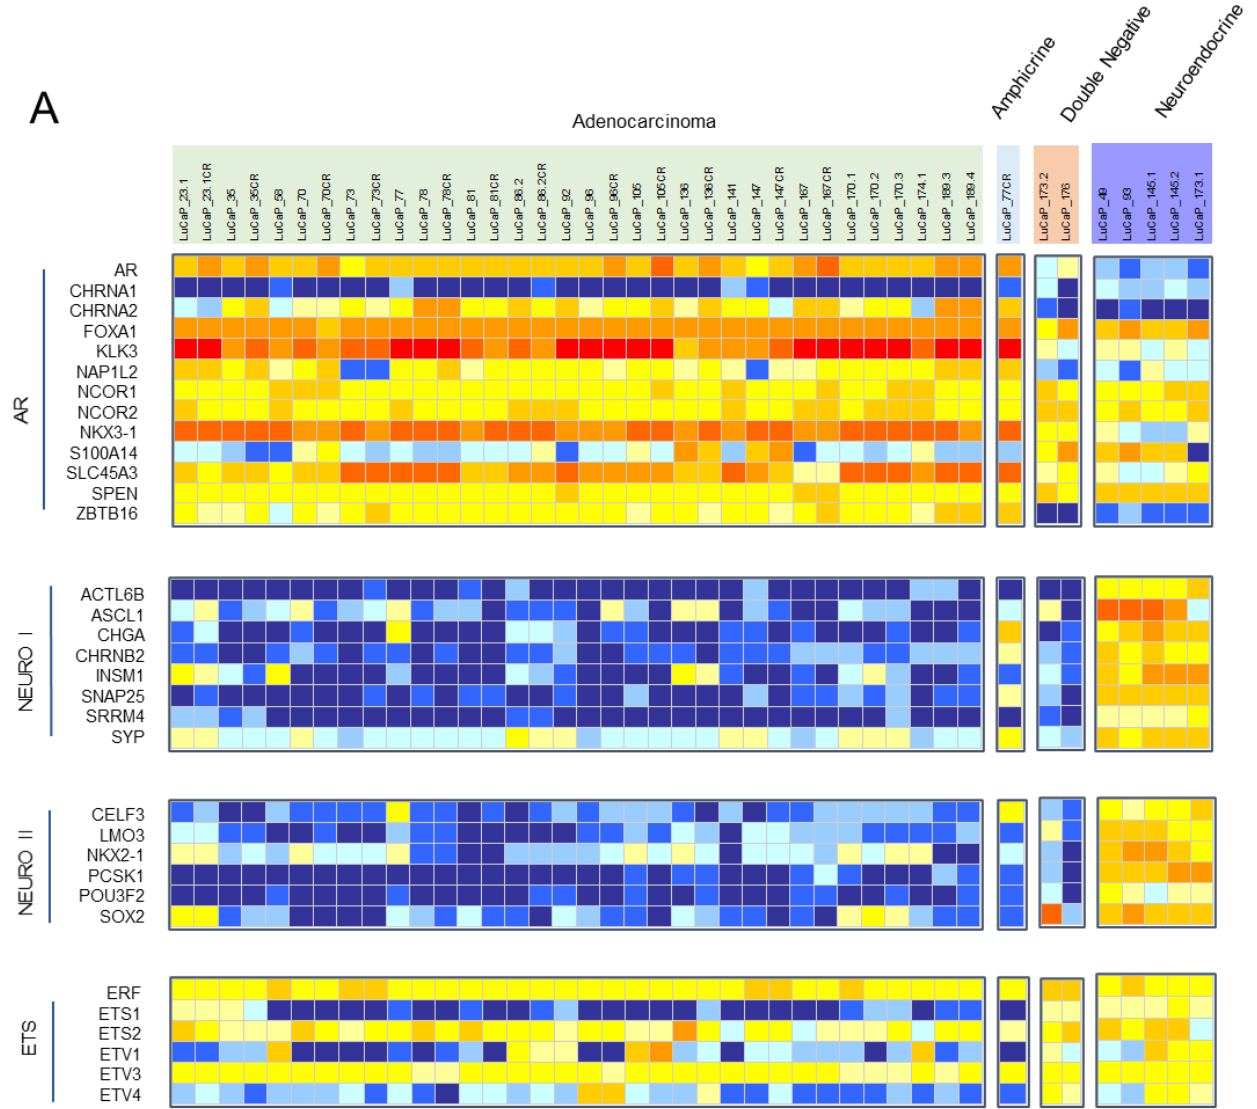 A
Adenocarcinoma
Amphicrine
Double Negative
Neuroendocrine
LuCaP_23.1
LuCaP_23.1CR
LuCaP_35
LuCaP_35CR
LuCaP_58
LuCaP_70
LuCaP_70CR
LuCaP_73
LuCaP_73CR
LuCaP_77
LuCaP_78
LuCaP_78CR
LuCaP_81
LuCaP_81CR
LuCaP_86.2
LuCaP_86.2CR
LuCaP_92
LuCaP_96
LuCaP_96CR
LuCaP_105
LuCaP_105CR
LuCaP_136
LuCaP_136CR
LuCaP_141
LuCaP_147
LuCaP_147CR
LuCaP_167
LuCaP_167CR
LuCaP_170.1
LuCaP_170.2
LuCaP_170.3
LuCaP_174.1
LuCaP_189.3
LuCaP_189.4
LuCaP_77CR
LuCaP_173.2
LuCaP_176
LuCaP_49
LuCaP_93
LuCaP_145.1
LuCaP_145.2
LuCaP_173.1
AR
AR
CHRNA1
CHRNA2
FOXA1
KLK3
NAP1L2
NCOR1
NCOR2
NKX3-1
S100A14
SLC45A3
SPEN
ZBTB16
NEURO I
ACTL6B
ASCL1
CHGA
CHRNB2
INSM1
SNAP25
SRRM4
SYP
NEURO II
CELF3
LMO3
NKX2-1
PCSK1
POU3F2
SOX2
ETS
ERF
ETS1
ETS2
ETV1
ETV3
ETV4